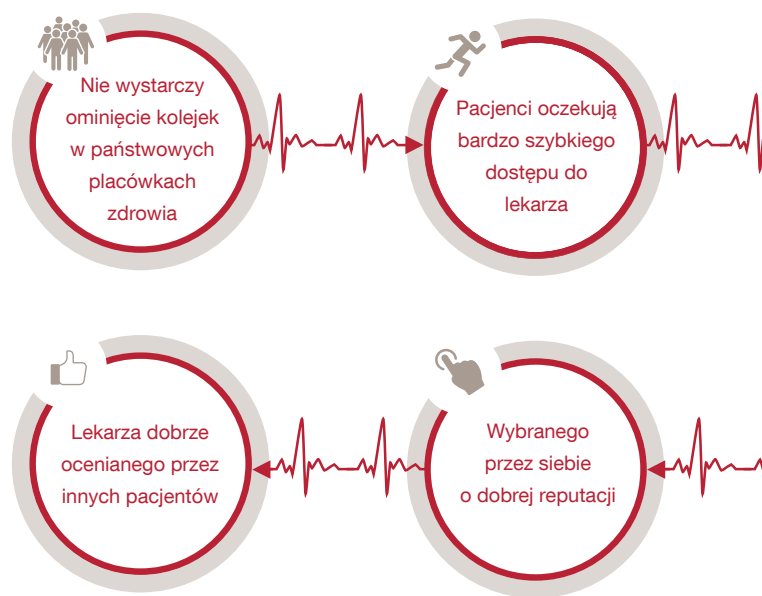 Nie wystarczy
ominięcie kolejek
w państwowych
placówkach
zdrowia
Pacjenci oczekują
bardzo szybkiego
dostępu do
lekarza
Wybranego
przez siebie
o dobrej reputacji
Lekarza dobrze
ocenianego przez
innych pacjentów